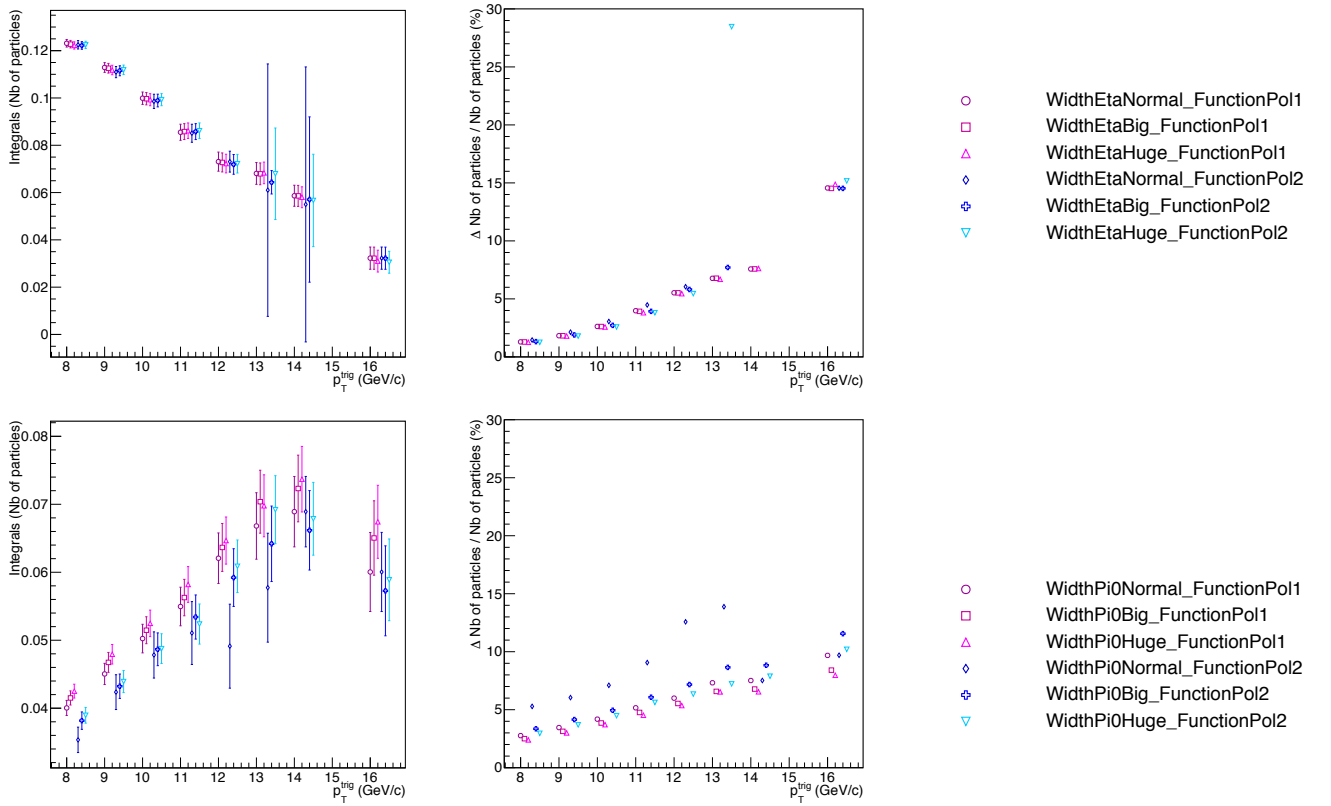 Integrals (Nb of particles)
0.12
0.1
0.08
0.06
0.04
0.02
0
8 9 10 11 12 13 14 16
p_T^trig (GeV/c)
Δ Nb of particles / Nb of particles (%)
30
25
20
15
10
5
0
8 9 10 11 12 13 14 16
p_T^trig (GeV/c)
WidthEtaNormal_FunctionPol1
WidthEtaBig_FunctionPol1
WidthEtaHuge_FunctionPol1
WidthEtaNormal_FunctionPol2
WidthEtaBig_FunctionPol2
WidthEtaHuge_FunctionPol2
Integrals (Nb of particles)
0.08
0.07
0.06
0.05
0.04
8 9 10 11 12 13 14 16
p_T^trig (GeV/c)
Δ Nb of particles / Nb of particles (%)
30
25
20
15
10
5
0
8 9 10 11 12 13 14 16
p_T^trig (GeV/c)
WidthPi0Normal_FunctionPol1
WidthPi0Big_FunctionPol1
WidthPi0Huge_FunctionPol1
WidthPi0Normal_FunctionPol2
WidthPi0Big_FunctionPol2
WidthPi0Huge_FunctionPol2